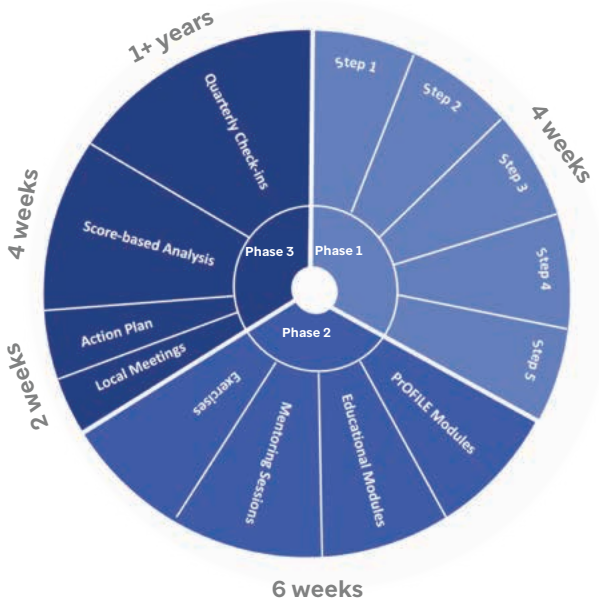 1+ years
4 weeks
Step 1
Step 2
Step 3
Step 4
Step 5
Phase 1
Phase 2
Phase 3
PrOFILE Modules
Educational Modules
Mentoring Sessions
Exercises
6 weeks
Local Meetings
Action Plan
2 weeks
Score-based Analysis
4 weeks
Quarterly Check-ins